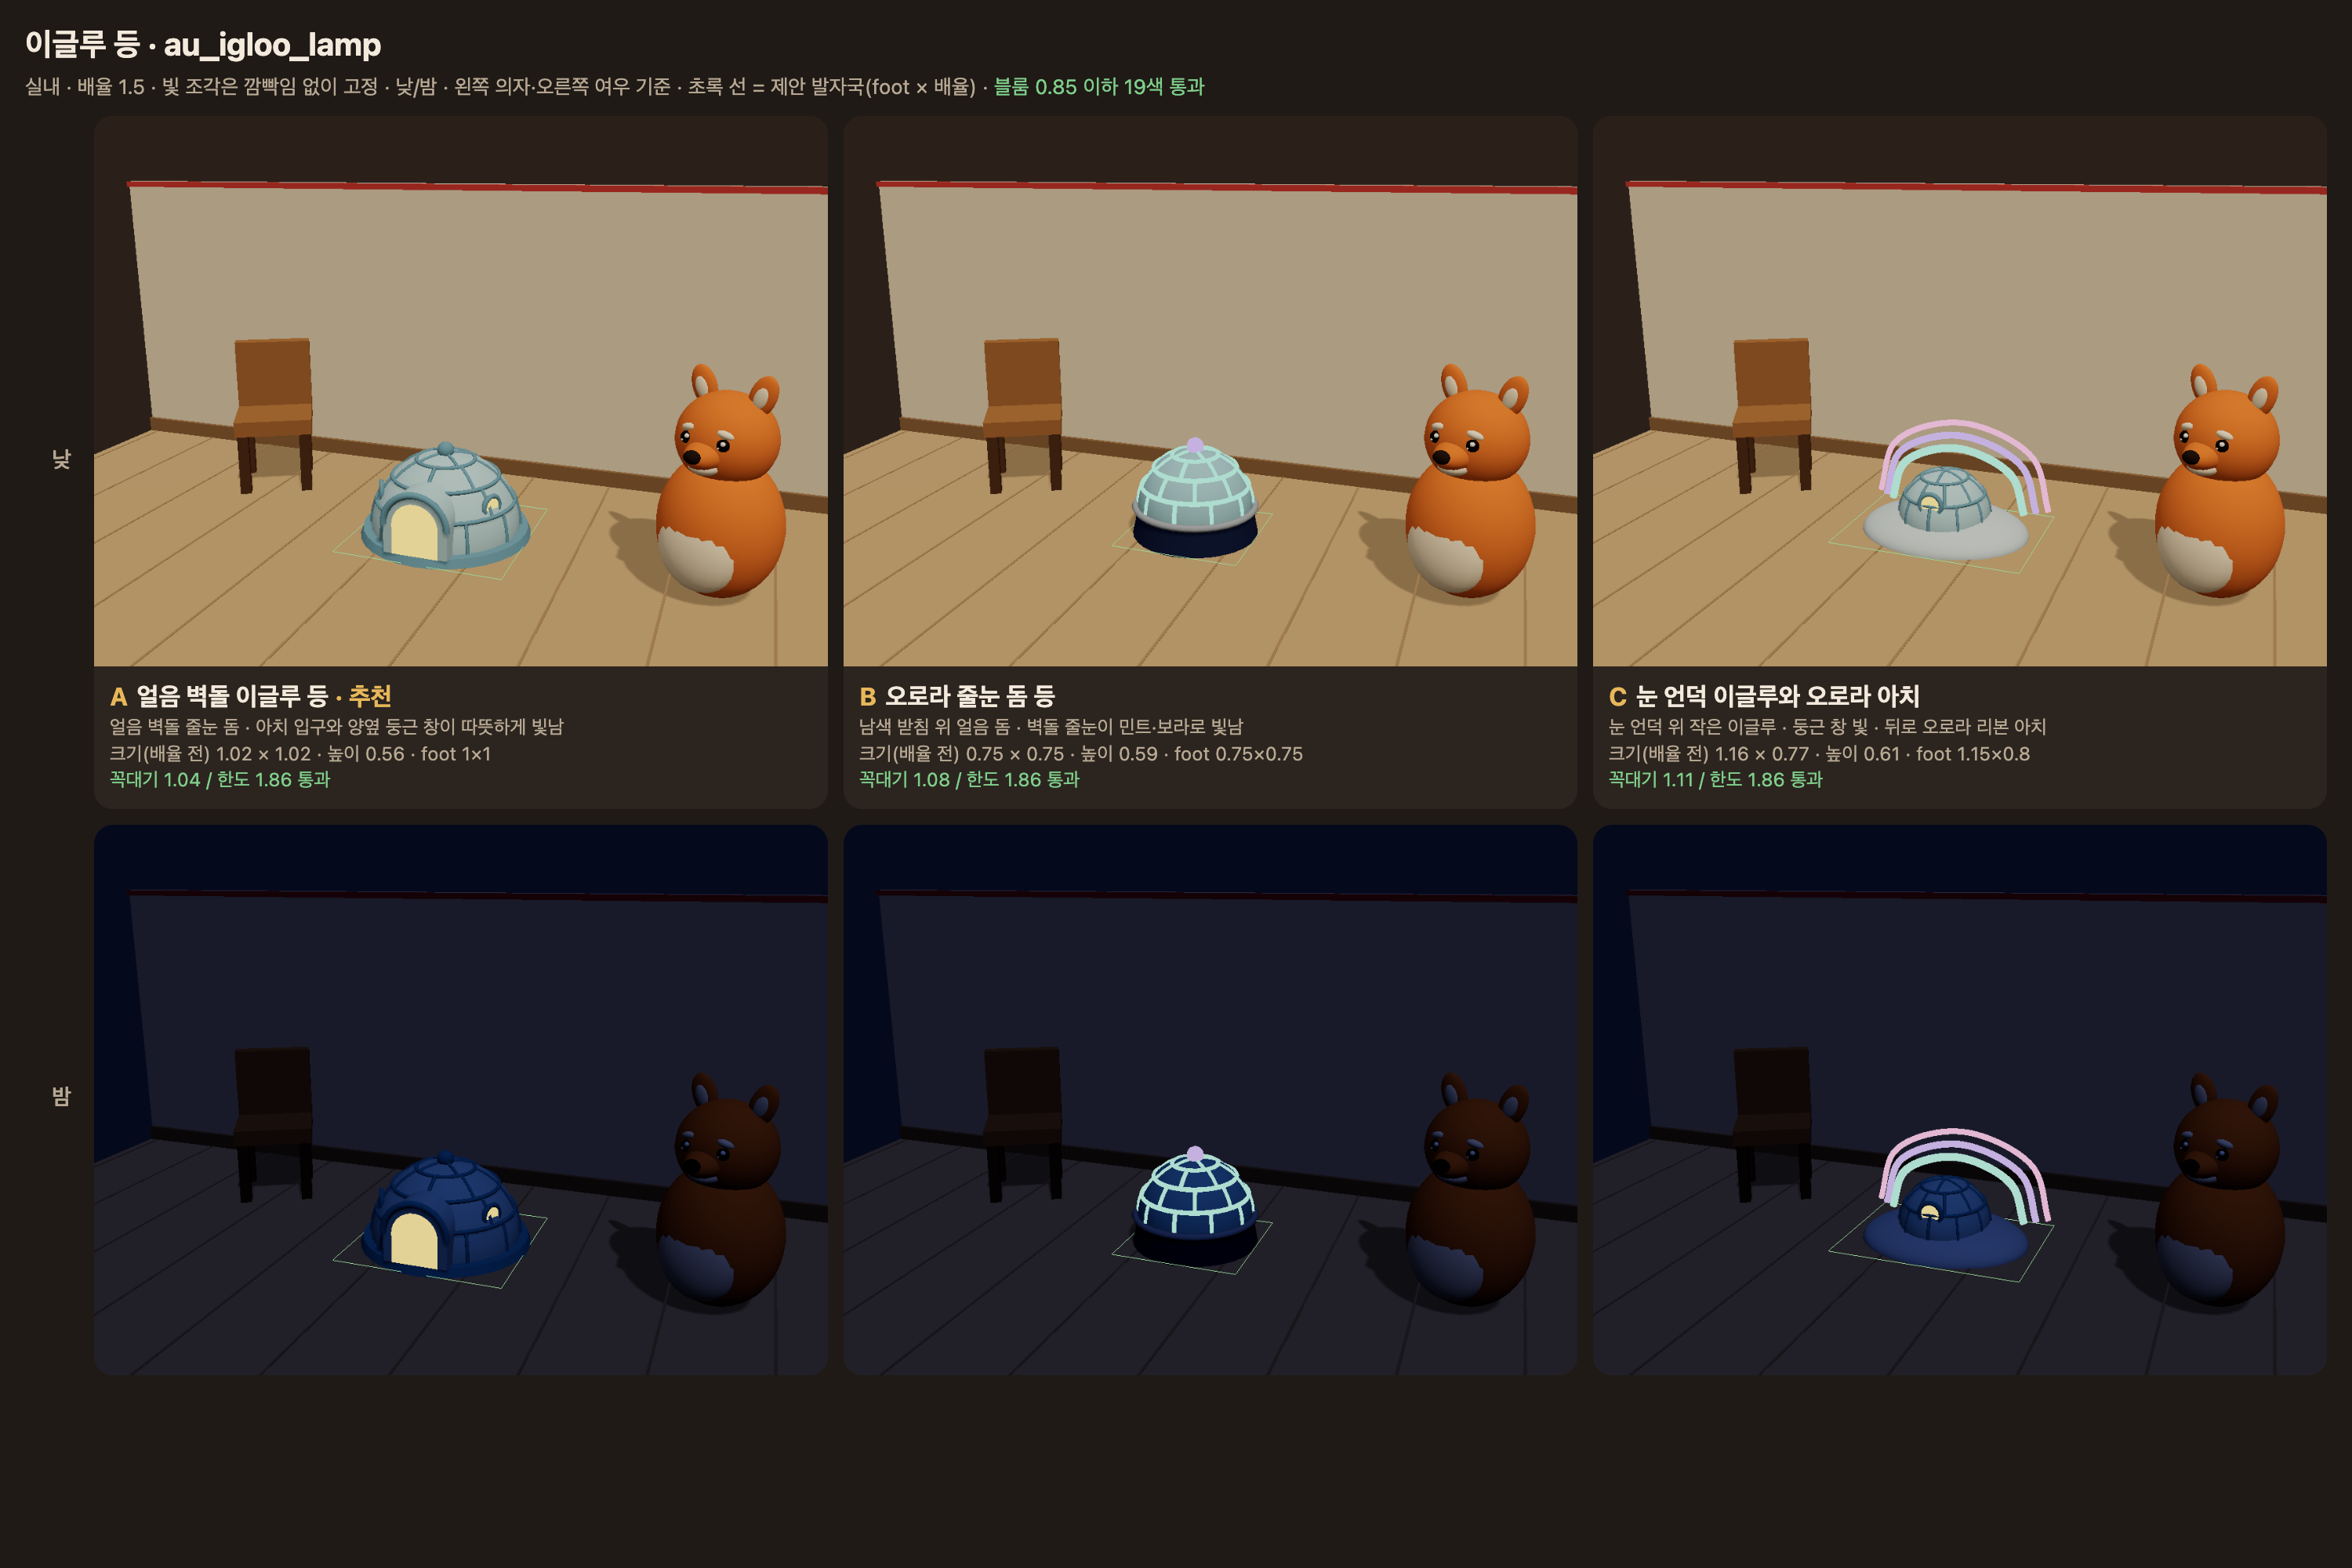 이글루 등 · au_igloo_lamp
실내 · 배율 1.5 · 빛 조각은 깜빡임 없이 고정 · 낮/밤 · 왼쪽 의자·오른쪽 여우 기준 · 초록 선 = 제안 발자국(foot × 배율) · 블룸 0.85 이하 19색 통과
낮
A 얼음 벽돌 이글루 등 · 추천
얼음 벽돌 줄눈 돔 · 아치 입구와 양옆 둥근 창이 따뜻하게 빛남
크기(배율 전) 1.02 × 1.02 · 높이 0.56 · foot 1×1
꼭대기 1.04 / 한도 1.86 통과
B 오로라 줄눈 돔 등
남색 받침 위 얼음 돔 · 벽돌 줄눈이 민트·보라로 빛남
크기(배율 전) 0.75 × 0.75 · 높이 0.59 · foot 0.75×0.75
꼭대기 1.08 / 한도 1.86 통과
C 눈 언덕 이글루와 오로라 아치
눈 언덕 위 작은 이글루 · 둥근 창 빛 · 뒤로 오로라 리본 아치
크기(배율 전) 1.16 × 0.77 · 높이 0.61 · foot 1.15×0.8
꼭대기 1.11 / 한도 1.86 통과
밤